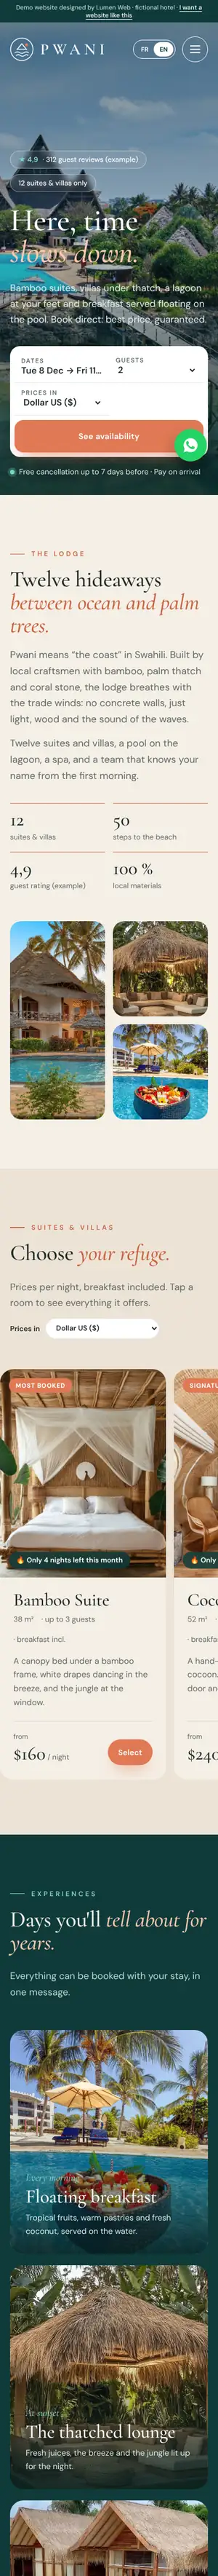 Demo website designed by Lumen Web · fictional hotel · I want a
website like this
PWANI
FR EN
★ 4,9 · 312 guest reviews (example)
12 suites & villas only
Here, time
slows down.
Bamboo suites, villas under thatch, a lagoon
at your feet and breakfast served floating on
the pool. Book direct: best price, guaranteed.
DATES
Tue 8 Dec → Fri 11…
GUESTS
2
PRICES IN
Dollar US ($)
See availability
Free cancellation up to 7 days before · Pay on arrival
THE LODGE
Twelve hideaways
between ocean and palm
trees.
Pwani means “the coast” in Swahili. Built by
local craftsmen with bamboo, palm thatch
and coral stone, the lodge breathes with
the trade winds: no concrete walls, just
light, wood and the sound of the waves.
Twelve suites and villas, a pool on the
lagoon, a spa, and a team that knows your
name from the first morning.
12
suites & villas
50
steps to the beach
4,9
guest rating (example)
100 %
local materials
SUITES & VILLAS
Choose your refuge.
Prices per night, breakfast included. Tap a
room to see everything it offers.
Prices in Dollar US ($)
MOST BOOKED
🔥 Only 4 nights left this month
Bamboo Suite
38 m² · up to 3 guests
· breakfast incl.
A canopy bed under a bamboo
frame, white drapes dancing in the
breeze, and the jungle at the
window.
from
$160 / night
Select
SIGNATU
🔥 Only
Coco
52 m² ·
· breakfa
A hand-
cocoon.
door an
from
$240
EXPERIENCES
Days you'll tell about for
years.
Everything can be booked with your stay, in
one message.
Every morning
Floating breakfast
Tropical fruits, warm pastries and fresh
coconut, served on the water.
At sunset
The thatched lounge
Fresh juices, the breeze and the jungle lit up
for the night.